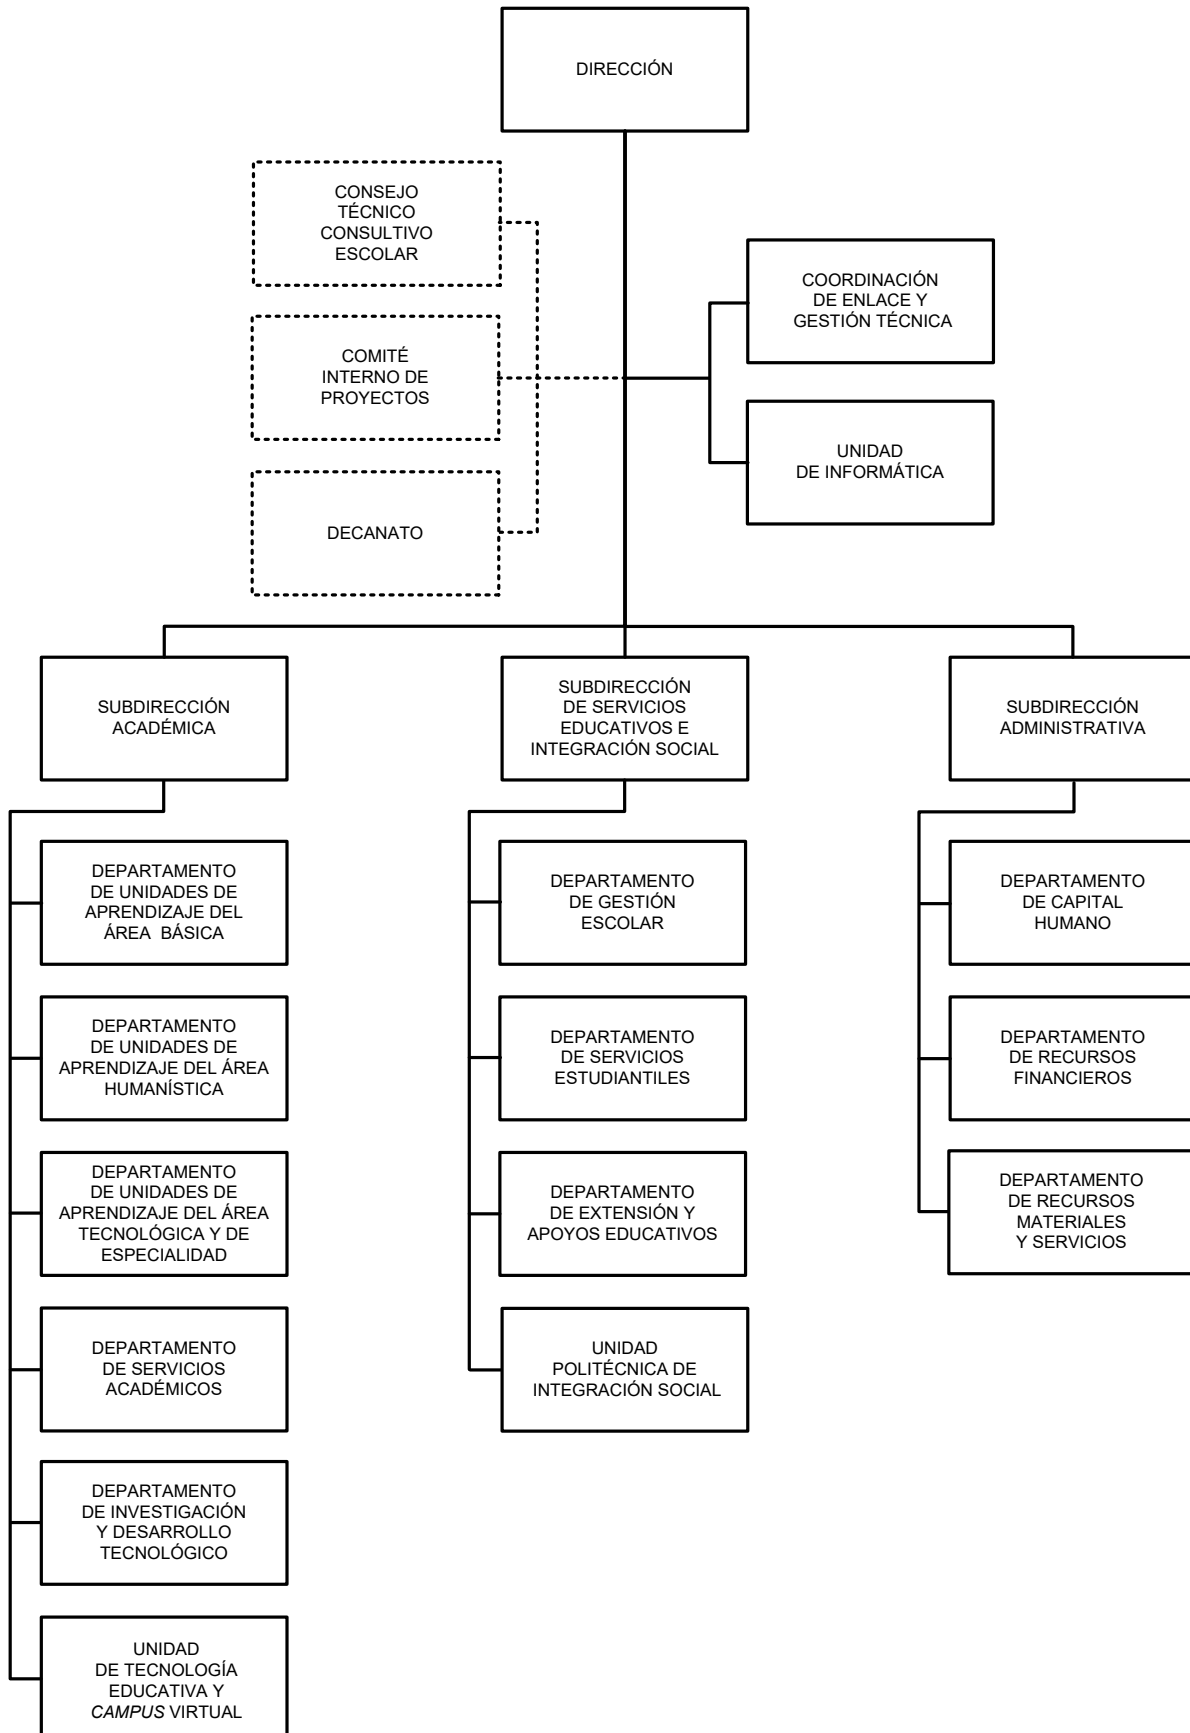 DIRECCIÓN
CONSEJO
TÉCNICO
CONSULTIVO
ESCOLAR
COMITÉ
INTERNO DE
PROYECTOS
DECANATO
COORDINACIÓN
DE ENLACE Y
GESTIÓN TÉCNICA
UNIDAD
DE INFORMÁTICA
SUBDIRECCIÓN
ACADÉMICA
DEPARTAMENTO
DE UNIDADES DE
APRENDIZAJE DEL
ÁREA BÁSICA
DEPARTAMENTO
DE UNIDADES DE
APRENDIZAJE DEL ÁREA
HUMANÍSTICA
DEPARTAMENTO
DE UNIDADES DE
APRENDIZAJE DEL ÁREA
TECNOLÓGICA Y DE
ESPECIALIDAD
DEPARTAMENTO
DE SERVICIOS
ACADÉMICOS
DEPARTAMENTO
DE INVESTIGACIÓN
Y DESARROLLO
TECNOLÓGICO
UNIDAD
DE TECNOLOGÍA
EDUCATIVA Y
CAMPUS VIRTUAL
SUBDIRECCIÓN
DE SERVICIOS
EDUCATIVOS E
INTEGRACIÓN SOCIAL
DEPARTAMENTO
DE GESTIÓN
ESCOLAR
DEPARTAMENTO
DE SERVICIOS
ESTUDIANTILES
DEPARTAMENTO
DE EXTENSIÓN Y
APOYOS EDUCATIVOS
UNIDAD
POLITÉCNICA DE
INTEGRACIÓN SOCIAL
SUBDIRECCIÓN
ADMINISTRATIVA
DEPARTAMENTO
DE CAPITAL
HUMANO
DEPARTAMENTO
DE RECURSOS
FINANCIEROS
DEPARTAMENTO
DE RECURSOS
MATERIALES
Y SERVICIOS